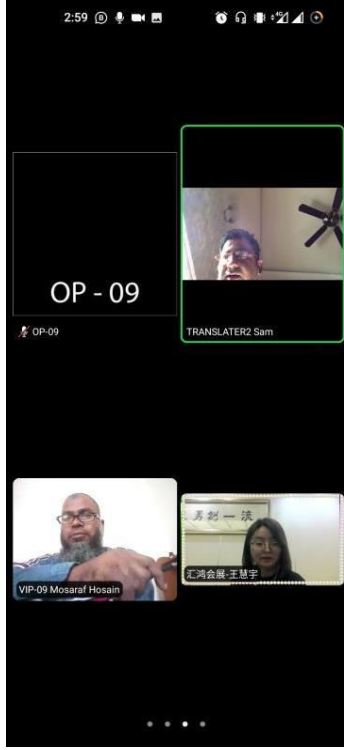 2:59
4G
OP - 09
OP-09
TRANSLATER2 Sam
VIP-09 Mosaraf Hosain
汇鸿会展-王慧宇